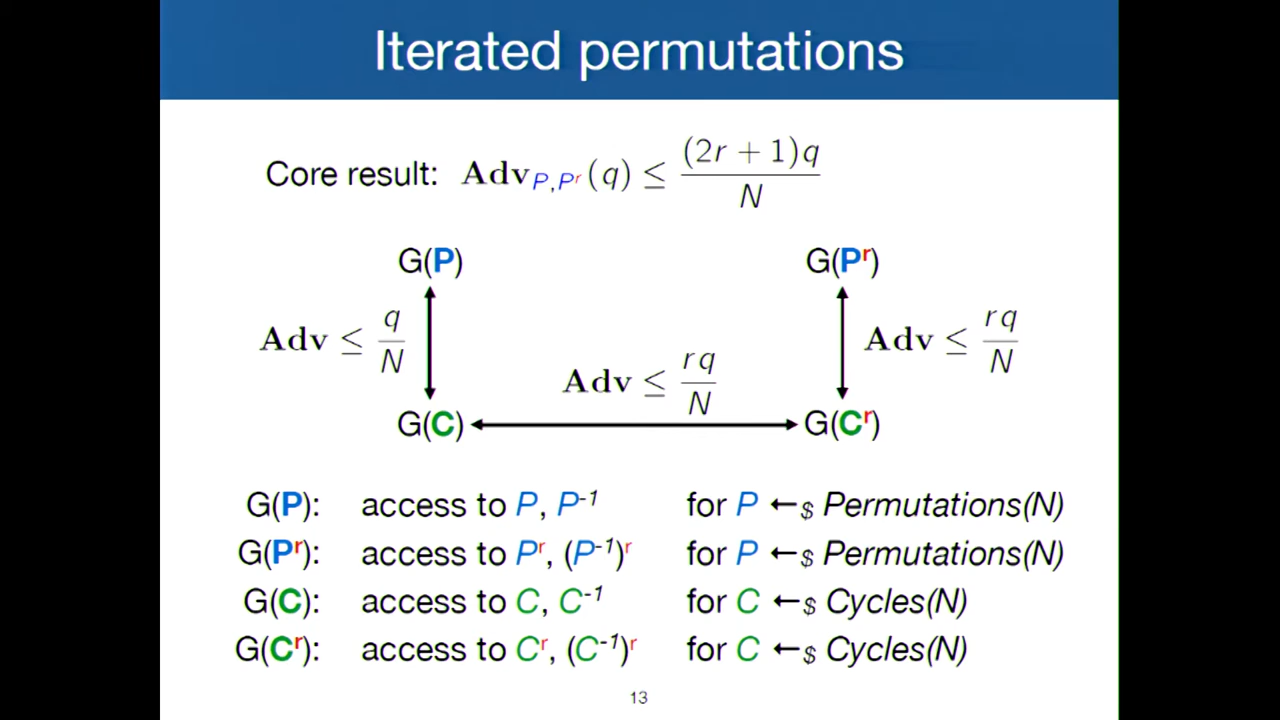 Iterated permutations
Core result: Adv_{P,P^r}(q) ≤ (2r + 1)q / N
G(P) G(P^r)
Adv ≤ q / N
Adv ≤ rq / N
Adv ≤ rq / N
G(C) G(C^r)
G(P): access to P, P^{-1} for P ←$ Permutations(N)
G(P^r): access to P^r, (P^{-1})^r for P ←$ Permutations(N)
G(C): access to C, C^{-1} for C ←$ Cycles(N)
G(C^r): access to C^r, (C^{-1})^r for C ←$ Cycles(N)
13